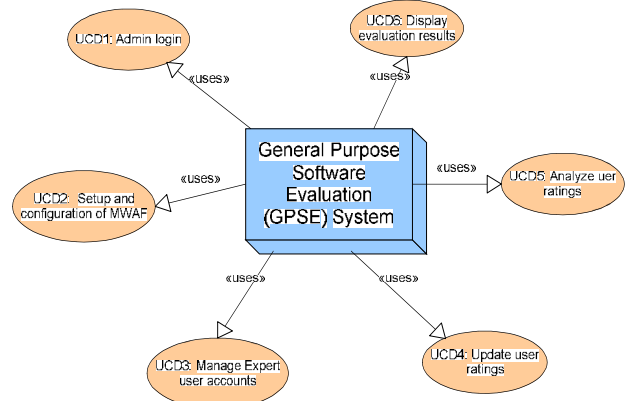 UCD1: Admin login
UCD6: Display
evaluation results
«uses»
«uses»
General Purpose
Software
Evaluation
(GPSE) System
«uses»
UCD5: Analyze uer
ratings
«uses»
UCD2: Setup and
configuration of MWAF
«uses»
«uses»
UCD3: Manage Expert
user accounts
UCD4: Update user
ratings